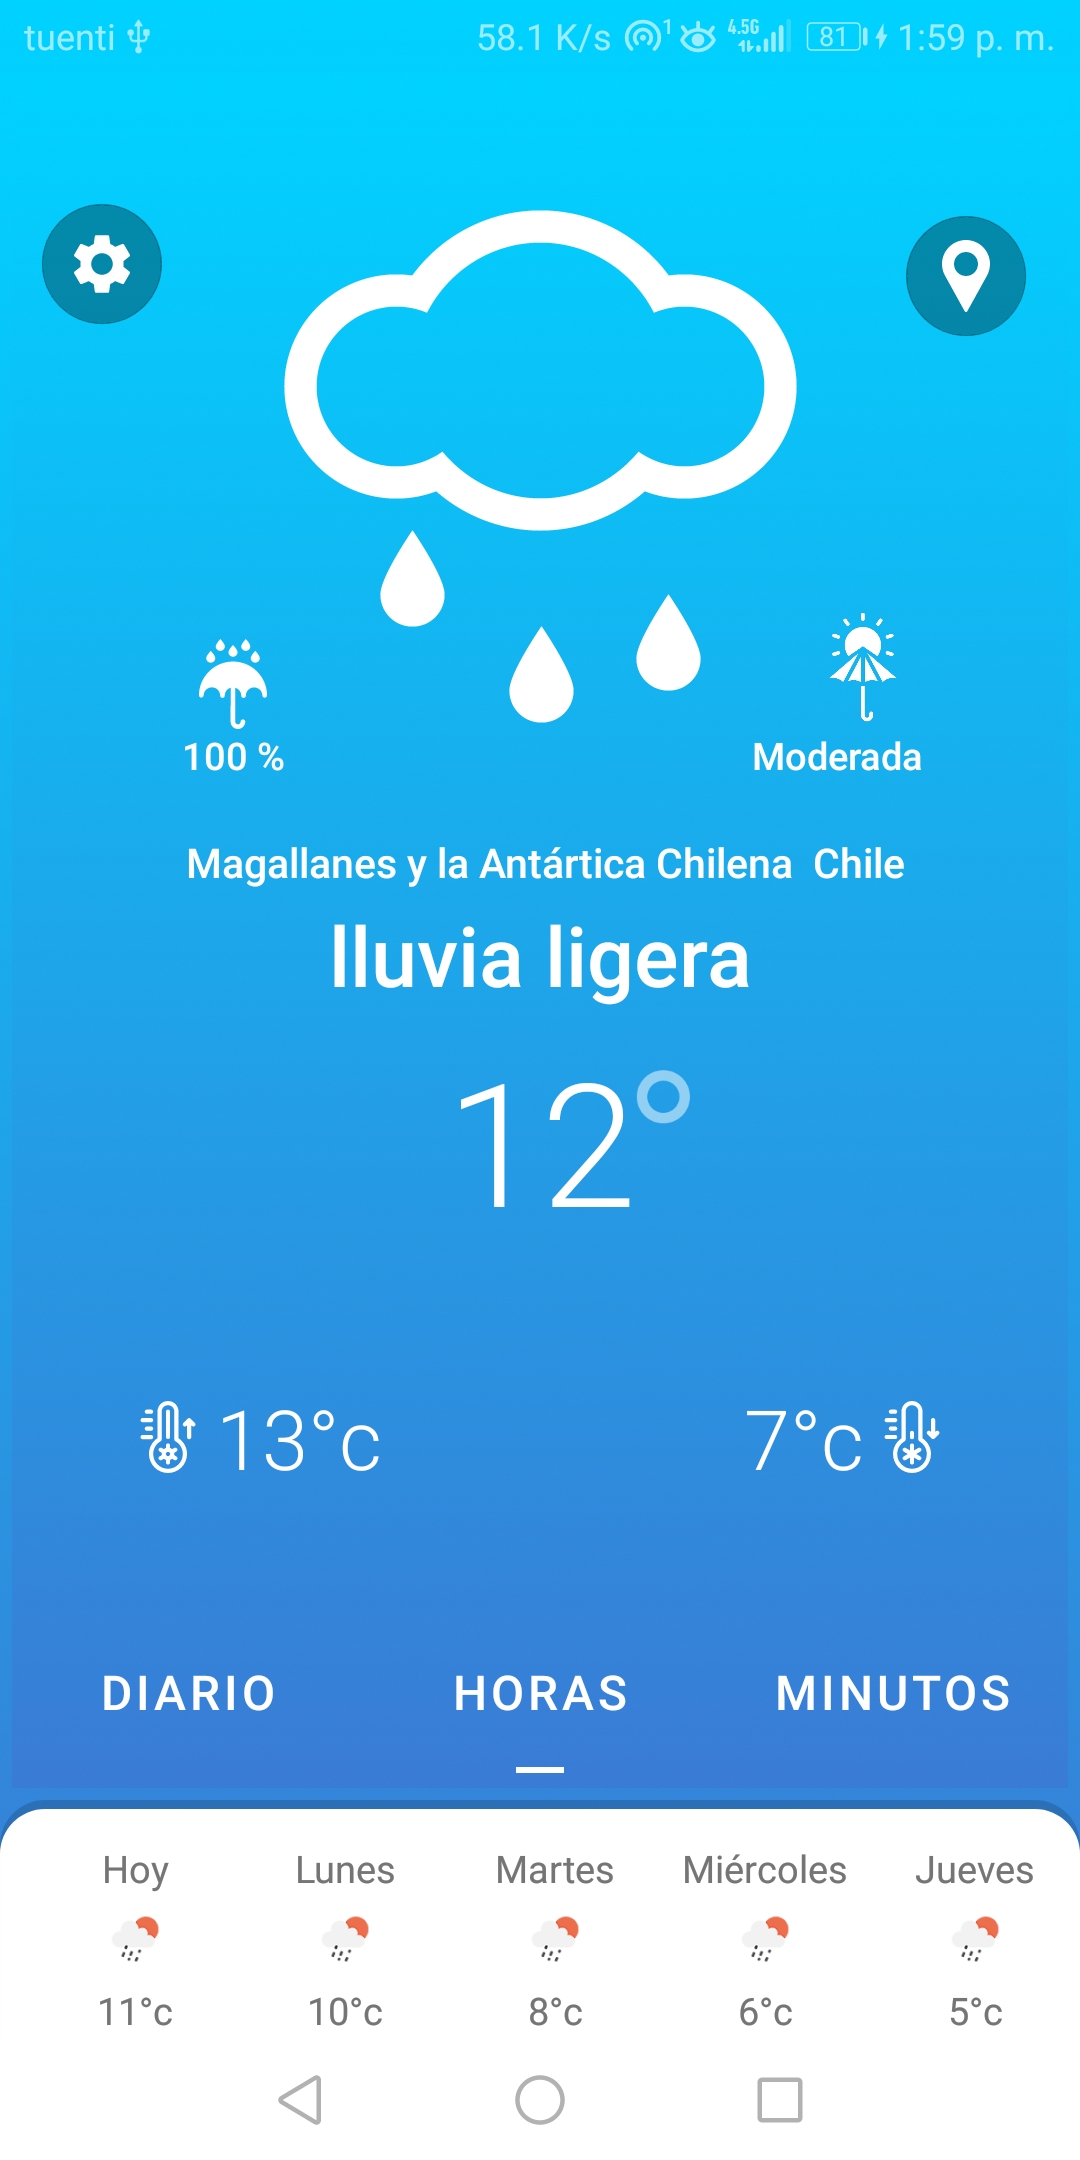 tuenti 58.1 K/s 1 4.5G 81 1:59 p. m.
100 % Moderada
Magallanes y la Antártica Chilena Chile
lluvia ligera
12°
13°c 7°c
DIARIO HORAS MINUTOS
Hoy Lunes Martes Miércoles Jueves
11°c 10°c 8°c 6°c 5°c